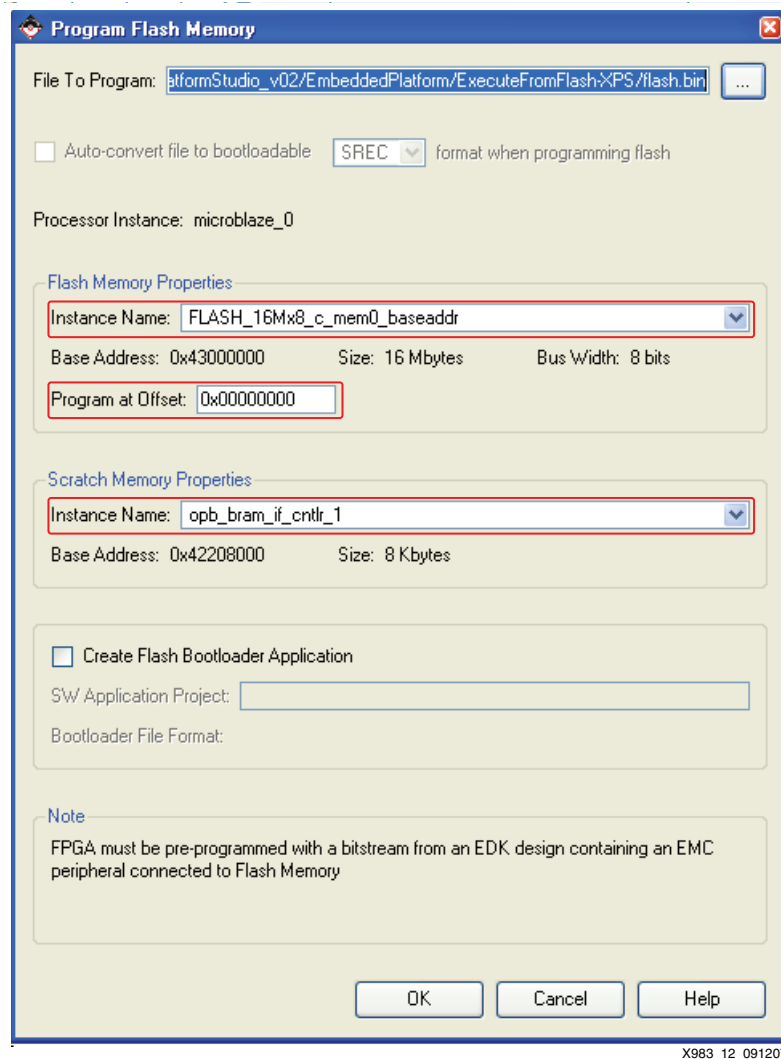 Program Flash Memory
File To Program: atformStudio_v02/EmbeddedPlatform/ExecuteFromFlash-XPS/flash.bin ...
Auto-convert file to bootloadable SREC format when programming flash
Processor Instance: microblaze_0
Flash Memory Properties
Instance Name: FLASH_16Mx8_c_mem0_baseaddr
Base Address: 0x43000000 Size: 16 Mbytes Bus Width: 8 bits
Program at Offset: 0x00000000
Scratch Memory Properties
Instance Name: opb_bram_if_cntlr_1
Base Address: 0x42208000 Size: 8 Kbytes
Create Flash Bootloader Application
SW Application Project:
Bootloader File Format:
Note
FPGA must be pre-programmed with a bitstream from an EDK design containing an EMC
peripheral connected to Flash Memory
OK Cancel Help
X983_12_09120